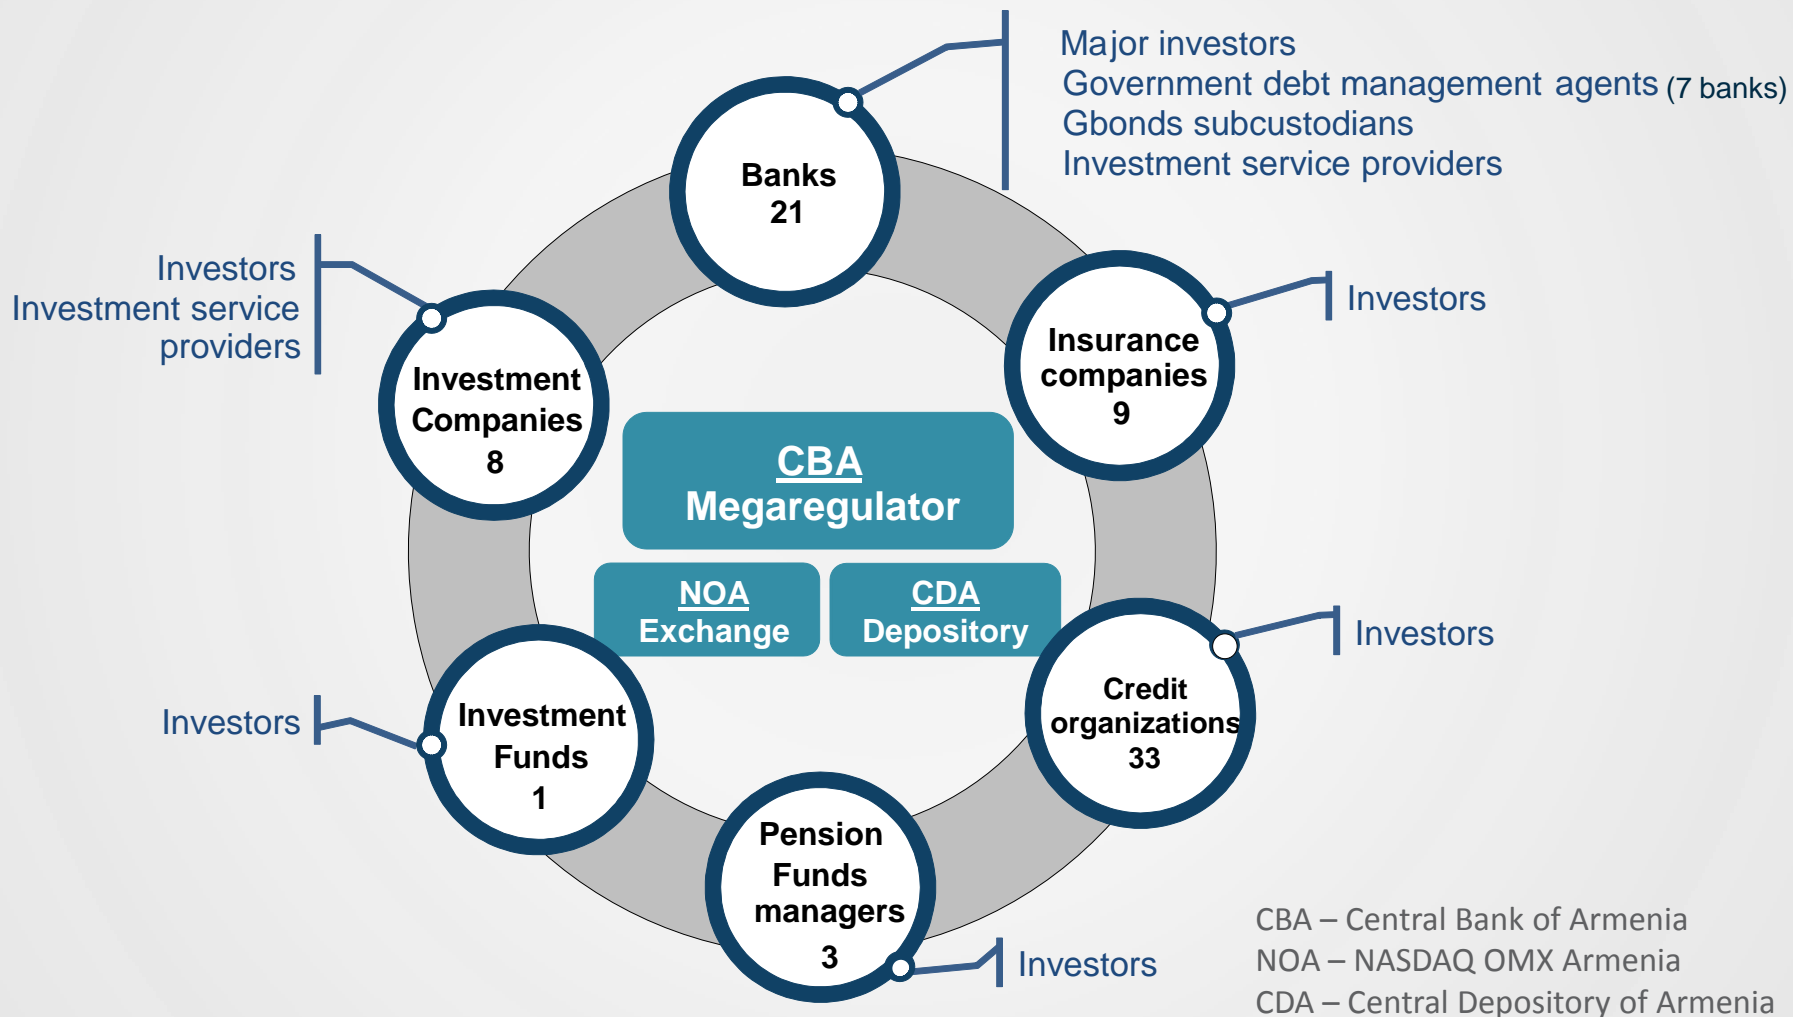 Major investors
Government debt management agents (7 banks)
Gbonds subcustodians
Investment service providers
Banks
21
Investors
Investment service
providers
Investors
Insurance
companies
9
Investment
Companies
8
CBA
Megaregulator
NOA
Exchange
CDA
Depository
Investors
Credit
organizations
33
Investors
Investment
Funds
1
Pension
Funds
managers
3
Investors
CBA – Central Bank of Armenia
NOA – NASDAQ OMX Armenia
CDA – Central Depository of Armenia